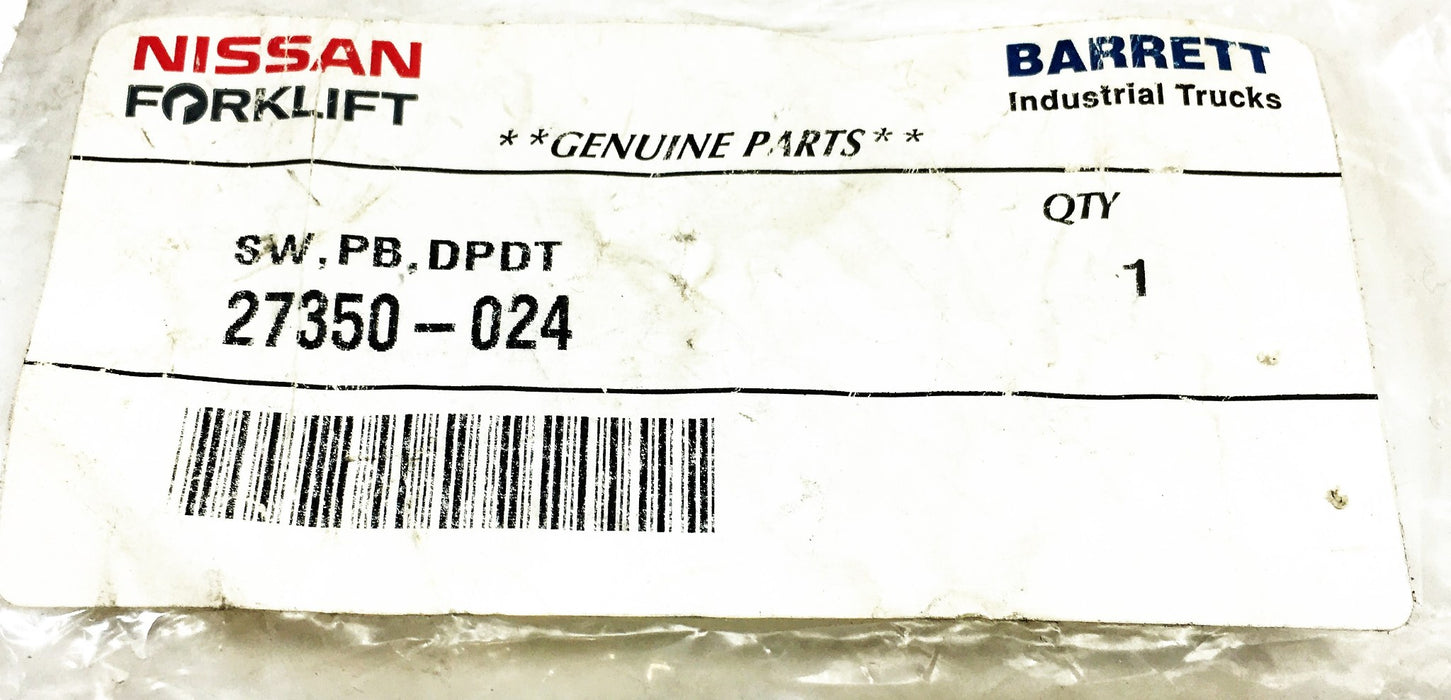 NISSAN
FORKLIFT
BARRETT
Industrial Trucks
**GENUINE PARTS**
QTY
SW,PB,DPDT
1
27350-024